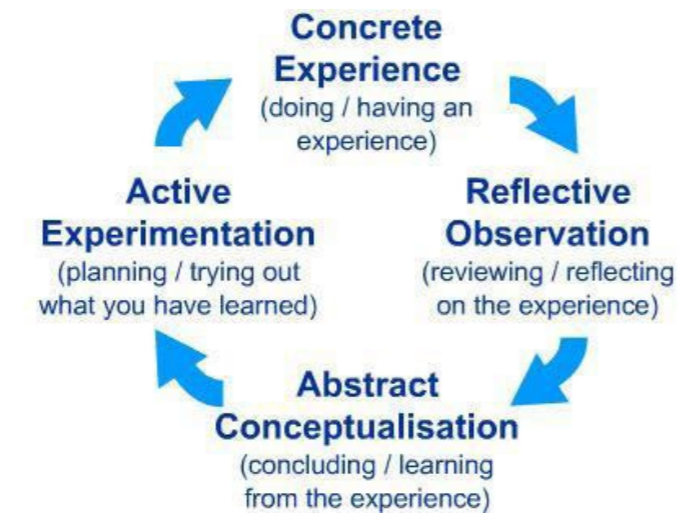 Concrete
Experience
(doing / having an
experience)
Active
Experimentation
(planning / trying out
what you have learned)
Reflective
Observation
(reviewing / reflecting
on the experience)
Abstract
Conceptualisation
(concluding / learning
from the experience)